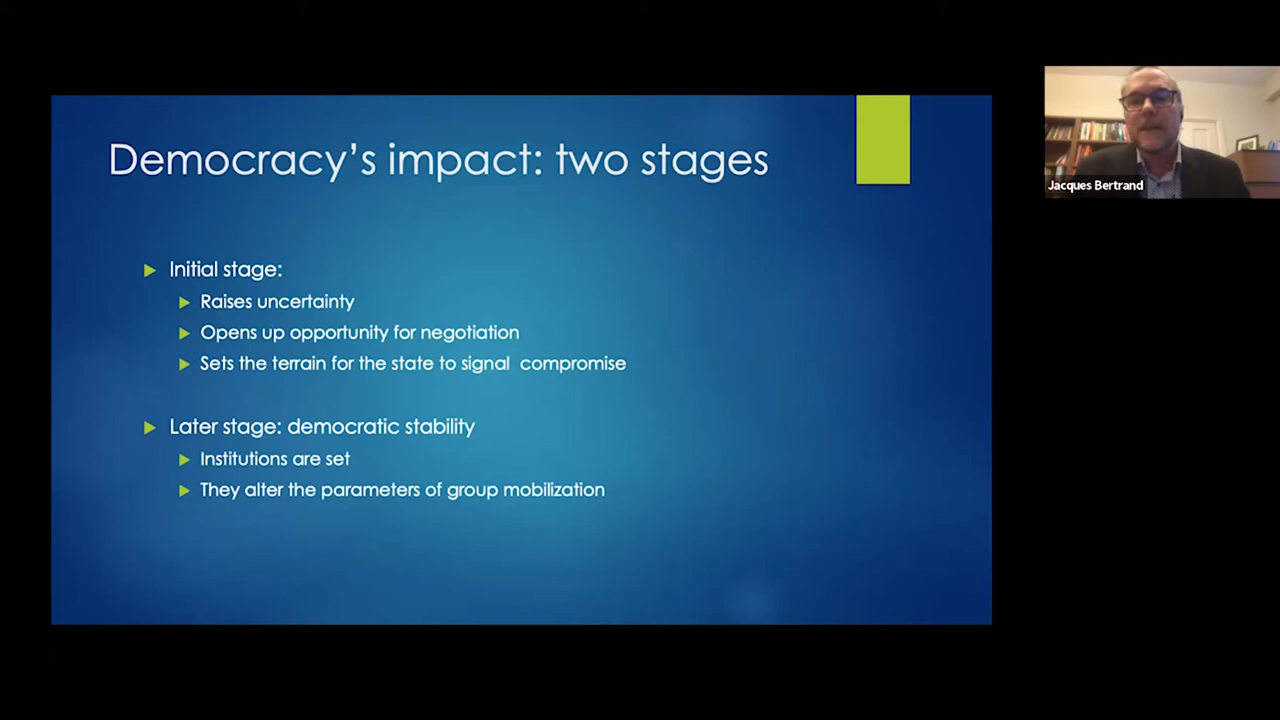 Democracy’s impact: two stages
Initial stage:
Raises uncertainty
Opens up opportunity for negotiation
Sets the terrain for the state to signal  compromise
Later stage: democratic stability
Institutions are set
They alter the parameters of group mobilization
Jacques Bertrand